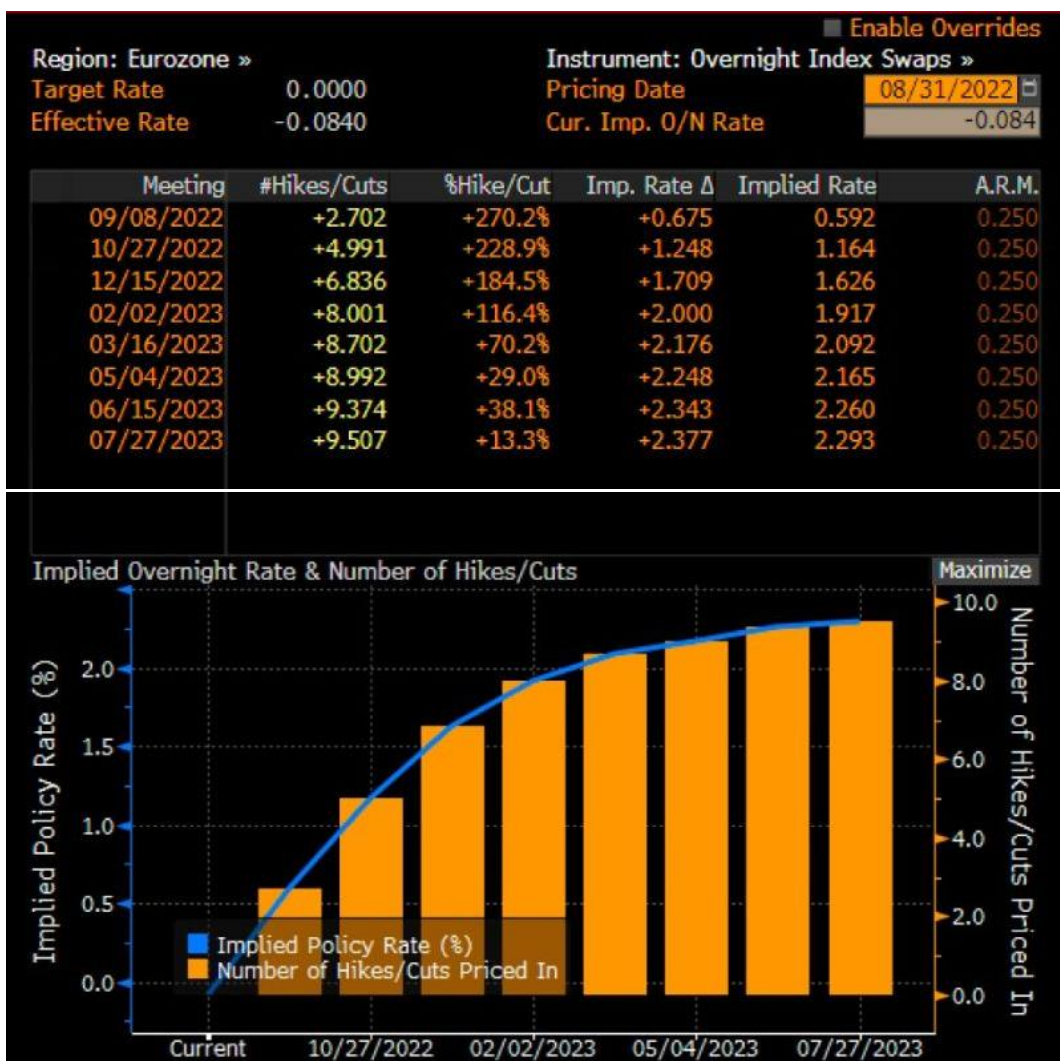 Enable Overrides
Region: Eurozone » Instrument: Overnight Index Swaps »
Target Rate 0.0000 Pricing Date 08/31/2022
Effective Rate -0.0840 Cur. Imp. O/N Rate -0.084
Meeting #Hikes/Cuts %Hike/Cut Imp. Rate Δ Implied Rate A.R.M.
09/08/2022 +2.702 +270.2% +0.675 0.592 0.250
10/27/2022 +4.991 +228.9% +1.248 1.164 0.250
12/15/2022 +6.836 +184.5% +1.709 1.626 0.250
02/02/2023 +8.001 +116.4% +2.000 1.917 0.250
03/16/2023 +8.702 +70.2% +2.176 2.092 0.250
05/04/2023 +8.992 +29.0% +2.248 2.165 0.250
06/15/2023 +9.374 +38.1% +2.343 2.260 0.250
07/27/2023 +9.507 +13.3% +2.377 2.293 0.250
Implied Overnight Rate & Number of Hikes/Cuts Maximize
Implied Policy Rate (%)
2.0
1.5
1.0
0.5
0.0
10.0
8.0
6.0
4.0
2.0
0.0
Number of Hikes/Cuts Priced In
Implied Policy Rate (%)
Number of Hikes/Cuts Priced In
Current 10/27/2022 02/02/2023 05/04/2023 07/27/2023